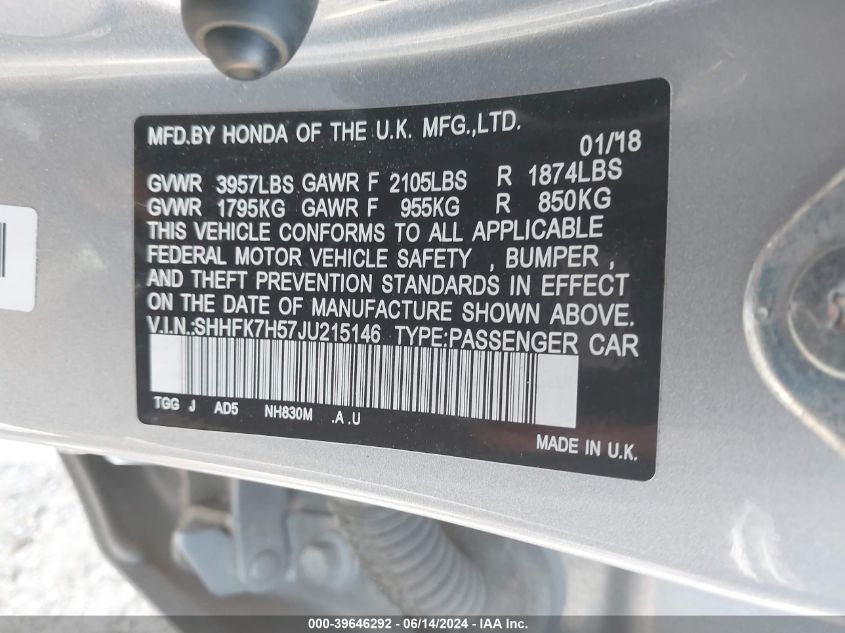 MFD.BY HONDA OF THE U.K. MFG.,LTD.
01/18
GVWR 3957LBS GAWR F 2105LBS R 1874LBS
GVWR 1795KG GAWR F 955KG R 850KG
THIS VEHICLE CONFORMS TO ALL APPLICABLE
FEDERAL MOTOR VEHICLE SAFETY , BUMPER ,
AND THEFT PREVENTION STANDARDS IN EFFECT
ON THE DATE OF MANUFACTURE SHOWN ABOVE.
V.I.N.:SHHFK7H57JU215146 TYPE:PASSENGER CAR
TGG J AD5 NH830M .A .U
MADE IN U.K.
000-39646292 - 06/14/2024 - IAA Inc.